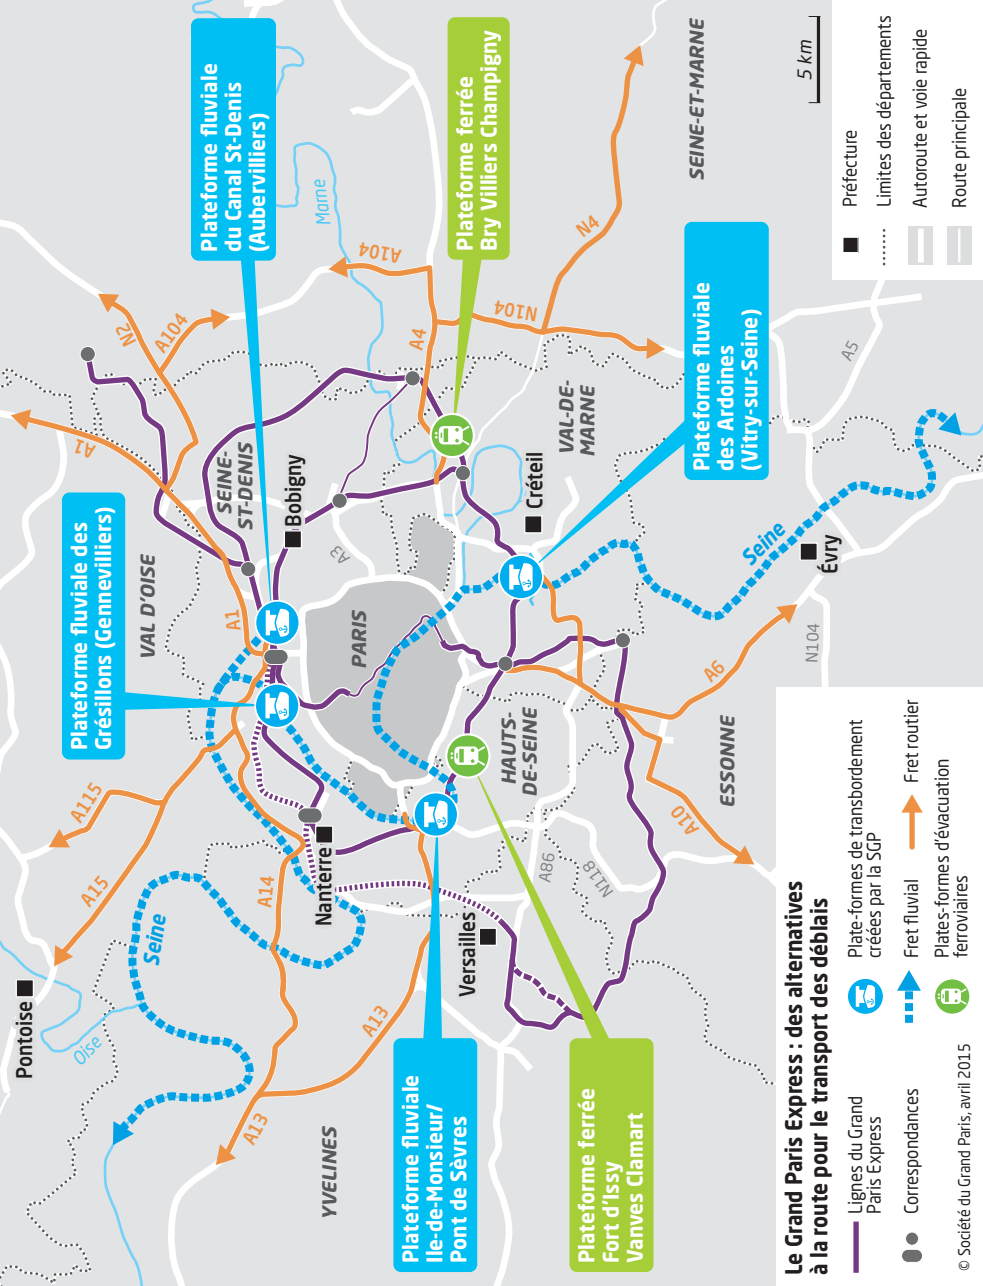 Pontoise
Oise
Seine
A15
A115
Plateforme fluviale des
Grésillons (Gennevilliers)
VAL D'OISE
A1
A1
N2
A104
Plateforme fluviale
du Canal St-Denis
(Aubervilliers)
Marne
A104
SEINE-
ST-DENIS
Bobigny
A3
PARIS
A14
Nanterre
A13
A13
YVELINES
Plateforme fluviale
Ile-de-Monsieur/
Pont de Sèvres
Versailles
A86
N118
HAUTS-
DE-SEINE
Plateforme ferrée
Fort d'Issy
Vanves Clamart
A4
Plateforme ferrée
Bry Villiers Champigny
N104
N4
SEINE-ET-MARNE
VAL-DE-
MARNE
Créteil
Plateforme fluviale
des Ardoines
(Vitry-sur-Seine)
Seine
Évry
A5
N104
A6
ESSONNE
A10
Le Grand Paris Express : des alternatives
à la route pour le transport des déblais
Lignes du Grand
Paris Express
Correspondances
Plate-formes de transbordement
créées par la SGP
Fret fluvial
Fret routier
Plates-formes d'évacuation
ferroviaires
© Société du Grand Paris, avril 2015
5 km
Préfecture
Limites des départements
Autoroute et voie rapide
Route principale